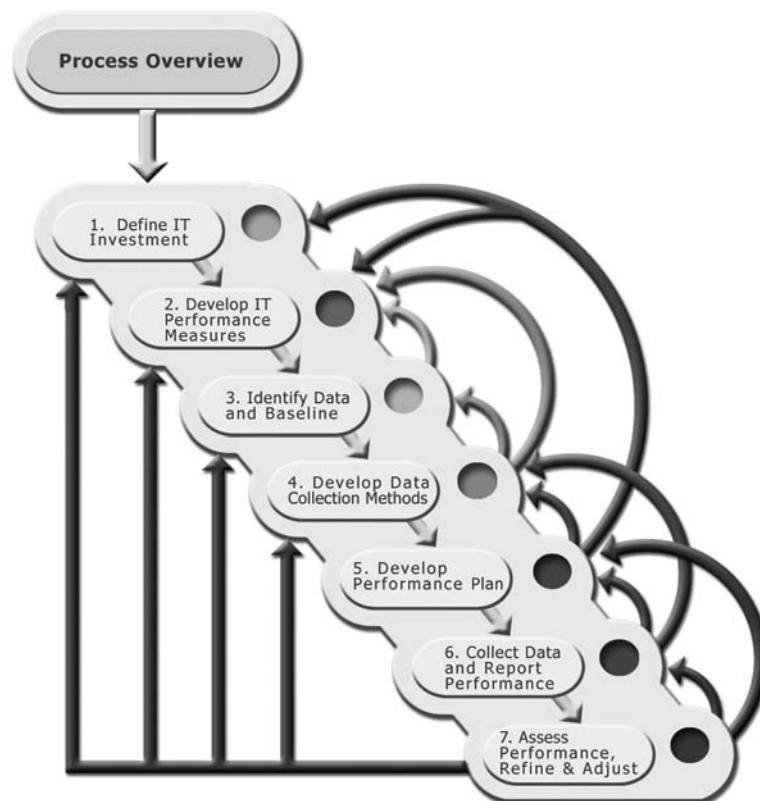 Process Overview
1. Define IT
Investment
2. Develop IT
Performance
Measures
3. Identify Data
and Baseline
4. Develop Data
Collection Methods
5. Develop
Performance Plan
6. Collect Data
and Report
Performance
7. Assess
Performance,
Refine & Adjust